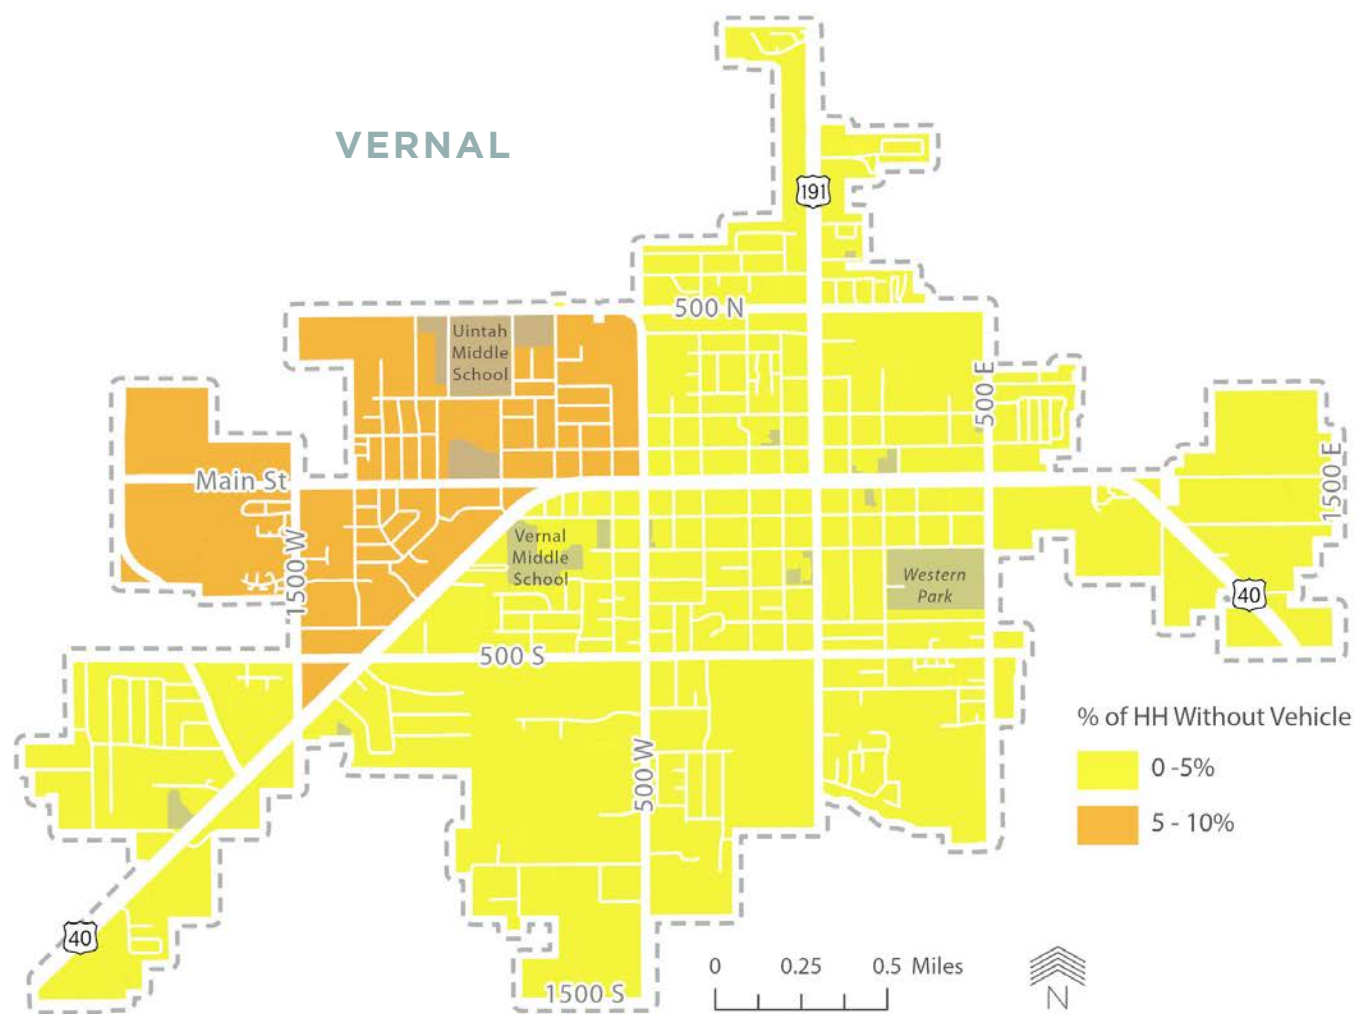 VERNAL
191
500 N
Uintah
Middle
School
500 E
Main St
1500 E
1500 W
Vernal
Middle
School
Western
Park
40
500 S
% of HH Without Vehicle
0 -5%
5 - 10%
500 W
40
0 0.25 0.5 Miles
N
1500 S